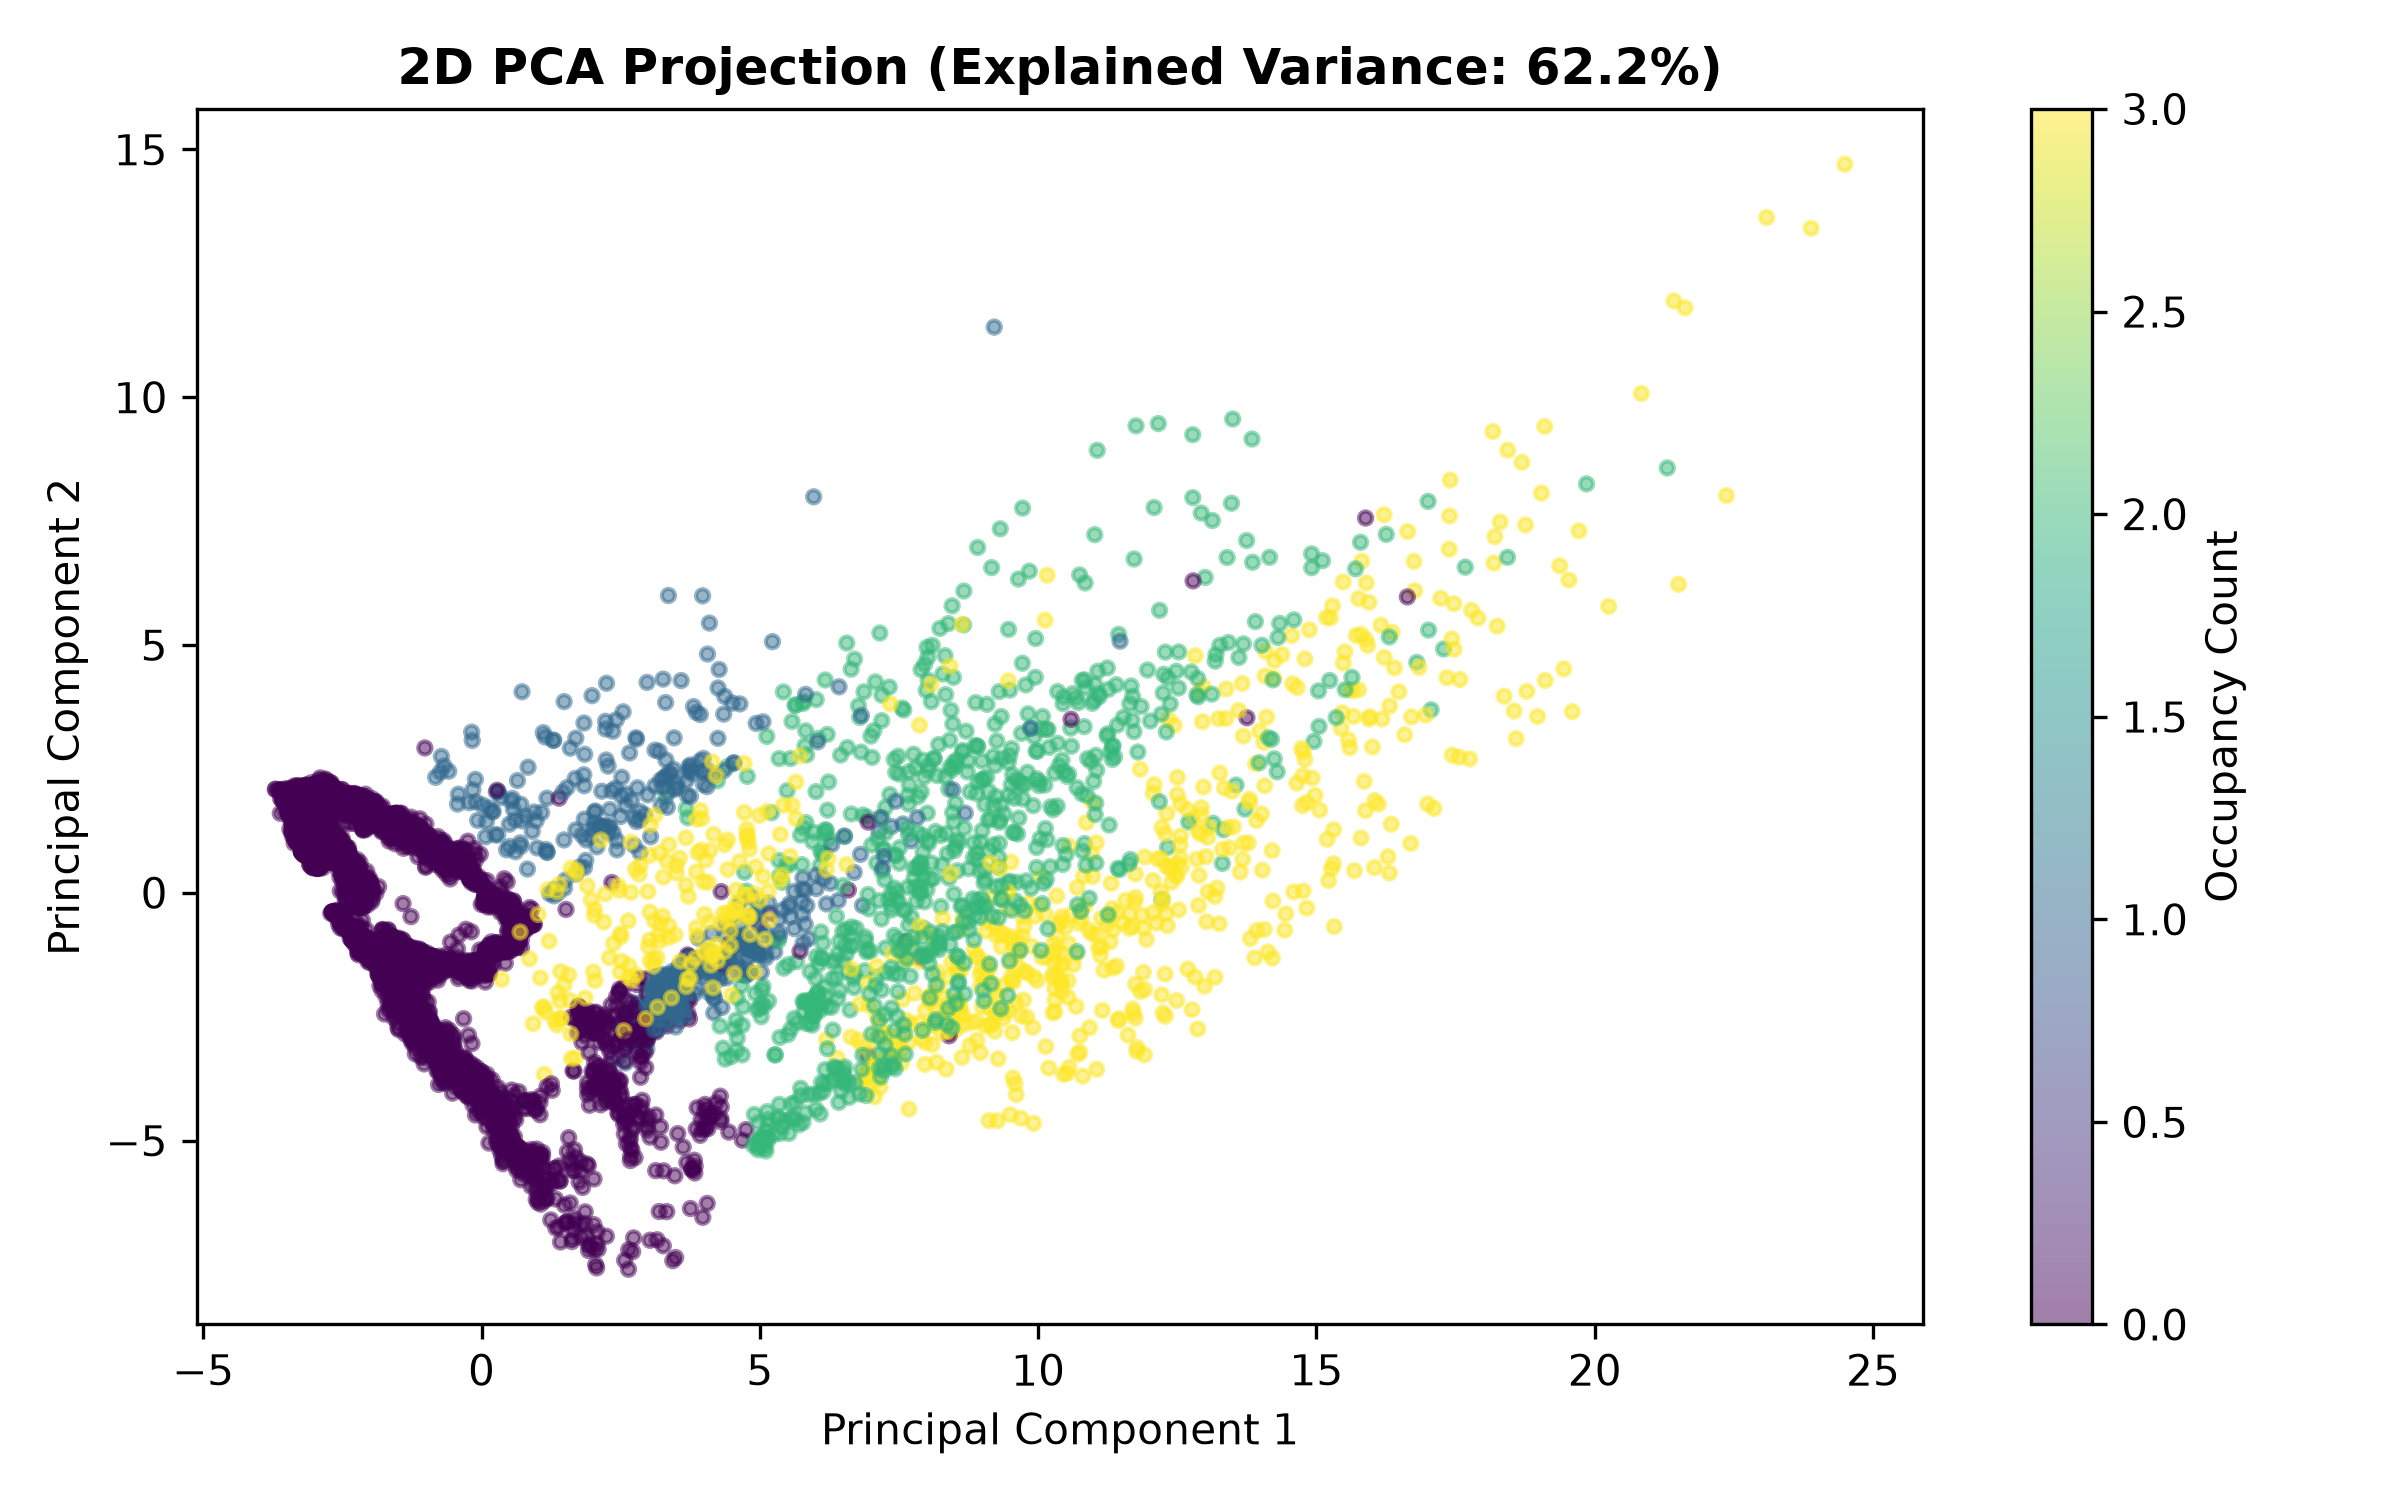 2D PCA Projection (Explained Variance: 62.2%)
15
10
5
0
−5
Principal Component 2
−5 0 5 10 15 20 25
Principal Component 1
3.0
2.5
2.0
1.5
1.0
0.5
0.0
Occupancy Count